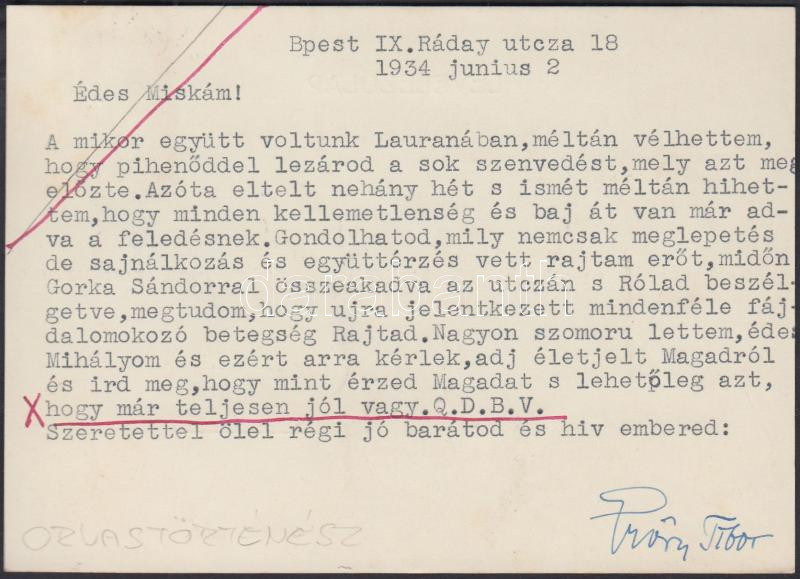 Bpest IX.Ráday utcza 18
1934 junius 2
Édes Miskám!
A mikor együtt voltunk Lauranában,méltán vélhettem,
hogy pihenőddel lezárod a sok szenvedést,mely azt meg
előzte.Azóta eltelt nehány hét s ismét méltán hihet-
tem,hogy minden kellemetlenség és baj át van már ad-
va a feledésnek.Gondolhatod,mily nemcsak meglepetés
de sajnálkozás és együttérzés vett rajtam erőt,midőn
Gorka Sándorral összeakadva az utczán s Rólad beszél-
getve,megtudom,hogy ujra jelentkezett mindenféle fáj-
dalomokozó betegség Rajtad.Nagyon szomoru lettem,édes
Mihályom és ezért arra kérlek,adj életjelt Magadról
és ird meg,hogy mint érzed Magadat s lehetőleg azt,
X hogy már teljesen jól vagy.Q.D.B.V.
Szeretettel ölel régi jó barátod és hiv embered:
Győry Tibor
ORVASTÖRTÉNÉSZ
darabanth